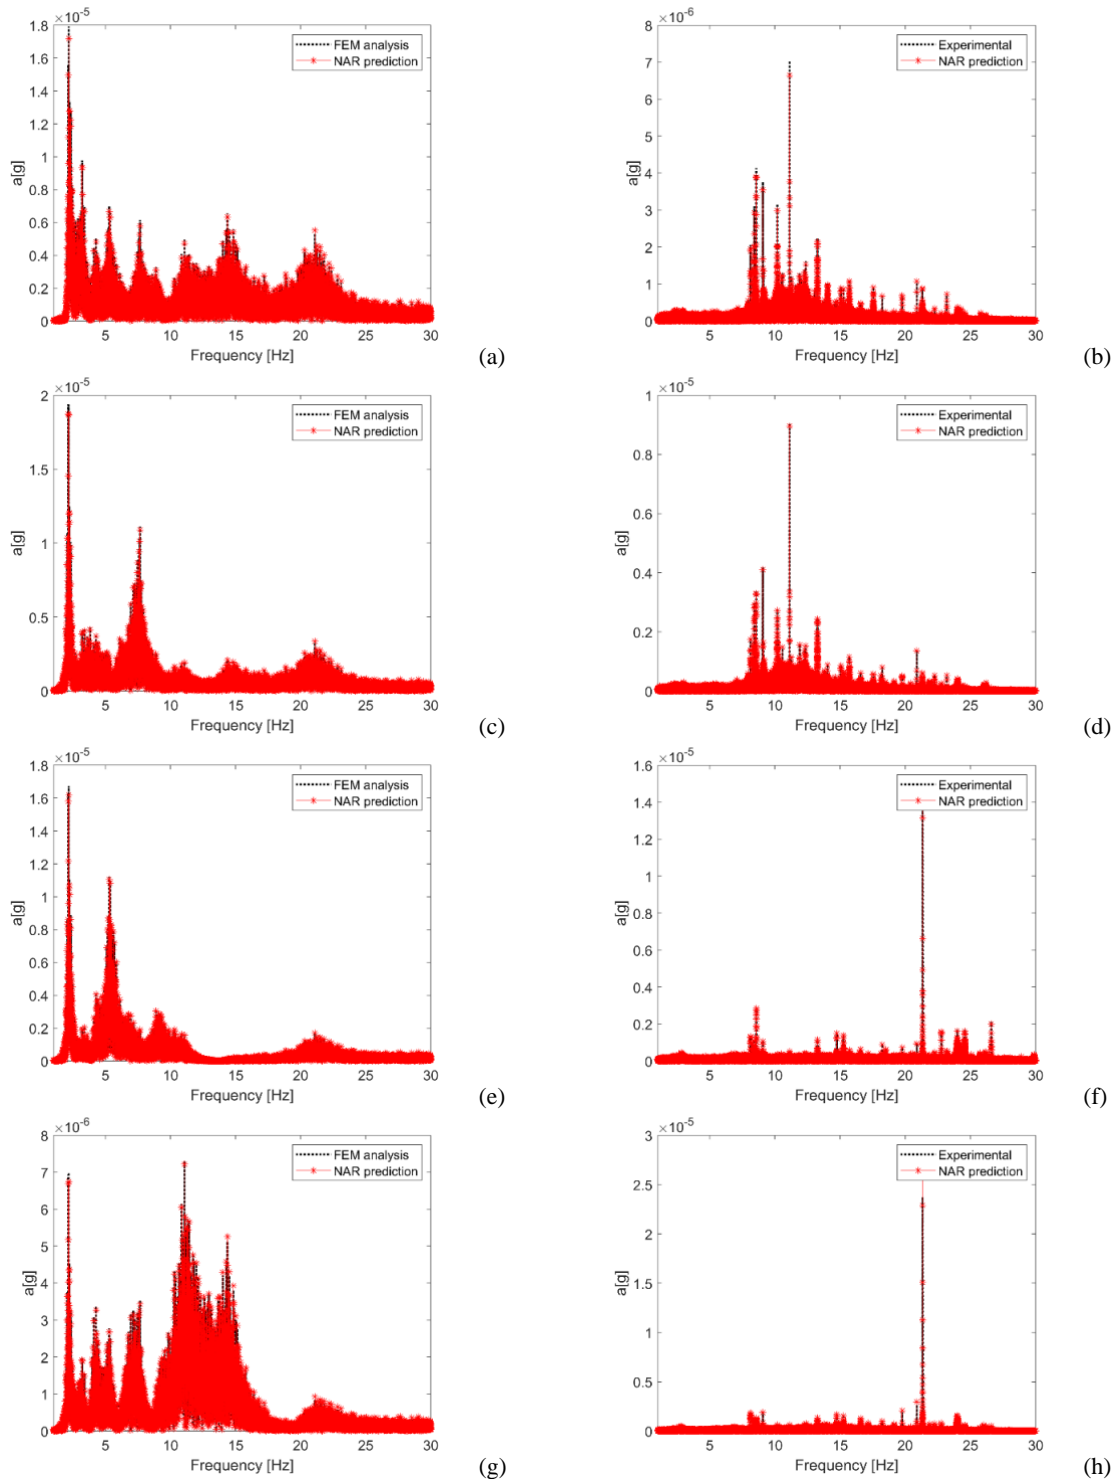 ×10⁻⁵
1.8
1.6
1.4
1.2
1
0.8
0.6
0.4
0.2
0
a[g]
FEM analysis
NAR prediction
5 10 15 20 25 30
Frequency [Hz]
(a)
×10⁻⁶
8
7
6
5
4
3
2
1
0
a[g]
Experimental
NAR prediction
5 10 15 20 25 30
Frequency [Hz]
(b)
×10⁻⁵
2
1.5
1
0.5
0
a[g]
FEM analysis
NAR prediction
5 10 15 20 25 30
Frequency [Hz]
(c)
×10⁻⁵
1
0.8
0.6
0.4
0.2
0
a[g]
Experimental
NAR prediction
5 10 15 20 25 30
Frequency [Hz]
(d)
×10⁻⁵
1.8
1.6
1.4
1.2
1
0.8
0.6
0.4
0.2
0
a[g]
FEM analysis
NAR prediction
5 10 15 20 25 30
Frequency [Hz]
(e)
×10⁻⁵
1.6
1.4
1.2
1
0.8
0.6
0.4
0.2
0
a[g]
Experimental
NAR prediction
5 10 15 20 25 30
Frequency [Hz]
(f)
×10⁻⁶
8
7
6
5
4
3
2
1
0
a[g]
FEM analysis
NAR prediction
5 10 15 20 25 30
Frequency [Hz]
(g)
×10⁻⁵
3
2.5
2
1.5
1
0.5
0
a[g]
Experimental
NAR prediction
5 10 15 20 25 30
Frequency [Hz]
(h)